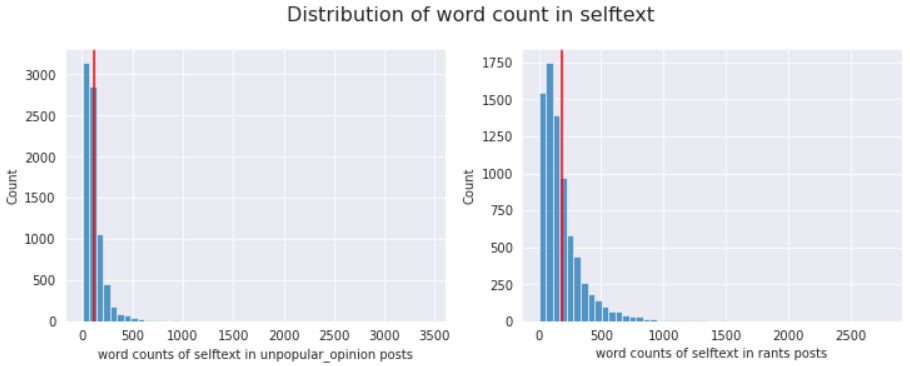 Distribution of word count in selftext
3000
2500
2000
1500
1000
500
0
Count
0 500 1000 1500 2000 2500 3000 3500
word counts of selftext in unpopular_opinion posts
1750
1500
1250
1000
750
500
250
0
Count
0 500 1000 1500 2000 2500
word counts of selftext in rants posts